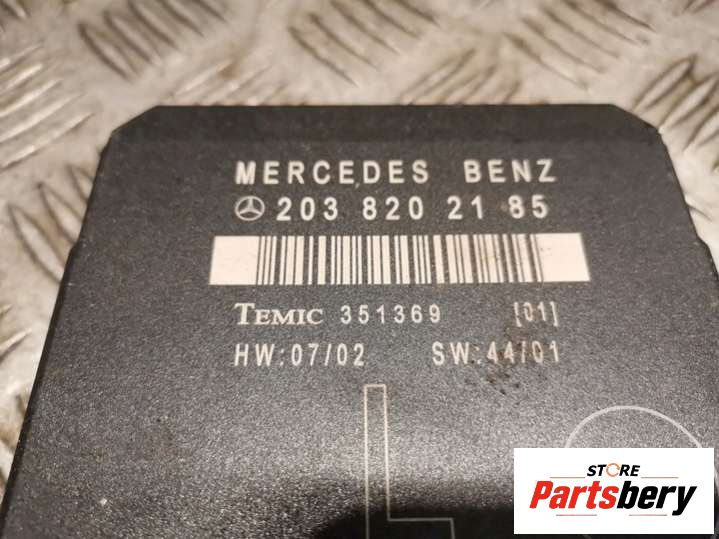 MERCEDES BENZ
203 820 21 85
TEMIC 351369 [01]
HW:07/02 SW:44/01
STORE
Partsbery